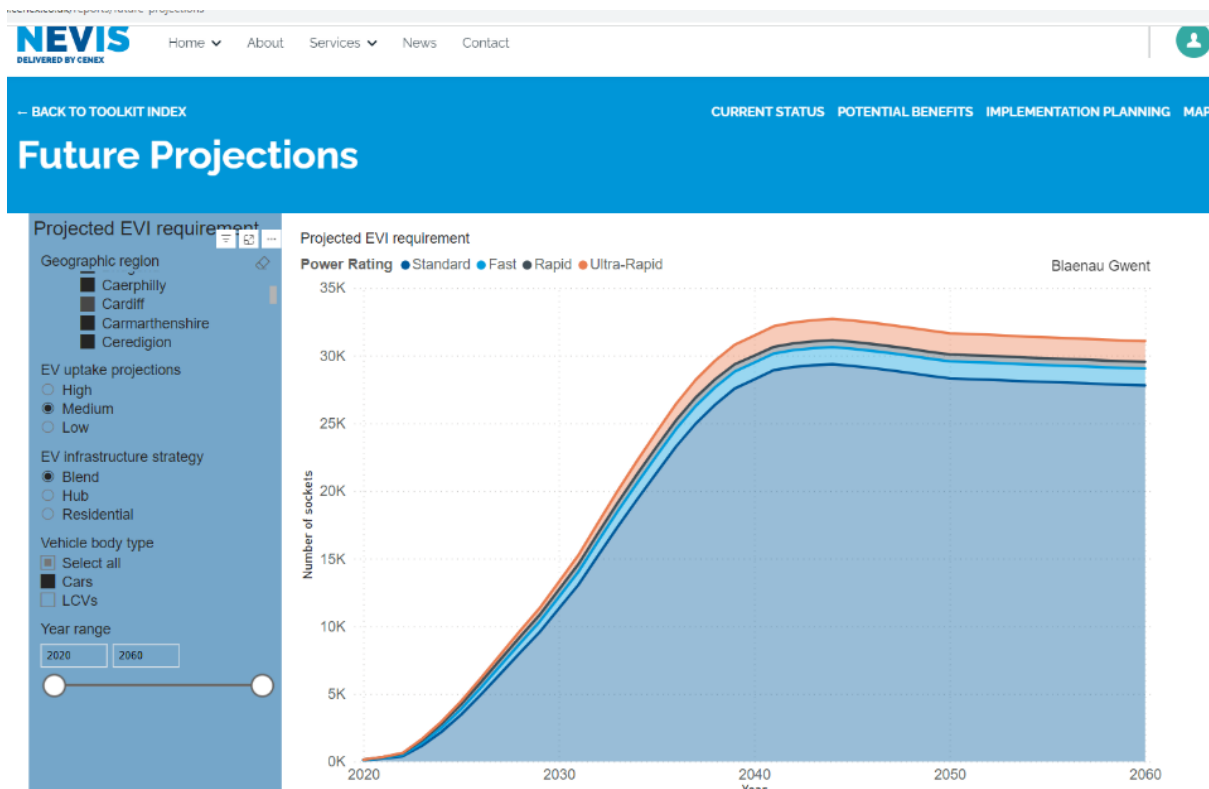 NEVIS
DELIVERED BY CENEX
Home About Services News Contact
← BACK TO TOOLKIT INDEX
CURRENT STATUS POTENTIAL BENEFITS IMPLEMENTATION PLANNING MAP
Future Projections
Projected EVI requirement
Geographic region
Caerphilly
Cardiff
Carmarthenshire
Ceredigion
EV uptake projections
High
Medium
Low
EV infrastructure strategy
Blend
Hub
Residential
Vehicle body type
Select all
Cars
LCVs
Year range
2020 2060
Projected EVI requirement
Power Rating Standard Fast Rapid Ultra-Rapid
Blaenau Gwent
Number of sockets
35K
30K
25K
20K
15K
10K
5K
0K
2020 2030 2040 2050 2060
Year